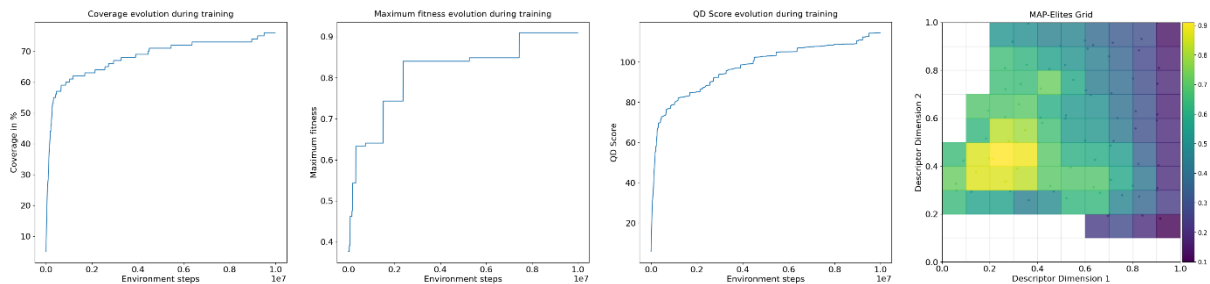 Coverage evolution during training
Coverage in %
70
60
50
40
30
20
10
0.0 0.2 0.4 0.6 0.8 1.0
1e7
Environment steps
Maximum fitness evolution during training
Maximum fitness
0.9
0.8
0.7
0.6
0.5
0.4
0.0 0.2 0.4 0.6 0.8 1.0
1e7
Environment steps
QD Score evolution during training
QD Score
100
80
60
40
20
0.0 0.2 0.4 0.6 0.8 1.0
1e7
Environment steps
MAP-Elites Grid
Descriptor Dimension 2
1.0
0.8
0.6
0.4
0.2
0.0
0.0 0.2 0.4 0.6 0.8 1.0
Descriptor Dimension 1
0.9
0.8
0.7
0.6
0.5
0.4
0.3
0.2
0.1